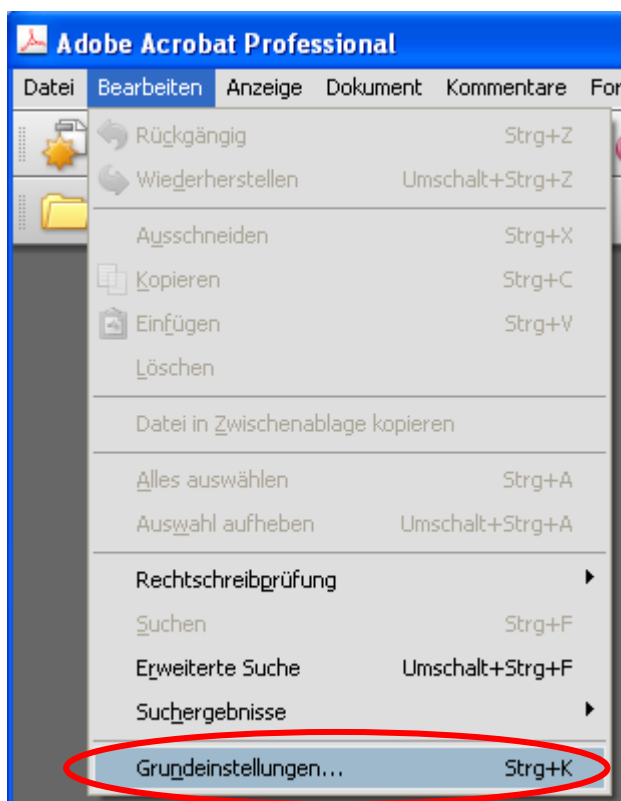 Adobe Acrobat Professional
Datei Bearbeiten Anzeige Dokument Kommentare For
Rückgängig Strg+Z
Wiederherstellen Umschalt+Strg+Z
Ausschneiden Strg+X
Kopieren Strg+C
Einfügen Strg+V
Löschen
Datei in Zwischenablage kopieren
Alles auswählen Strg+A
Auswahl aufheben Umschalt+Strg+A
Rechtschreibprüfung
Suchen Strg+F
Erweiterte Suche Umschalt+Strg+F
Suchergebnisse
Grundeinstellungen... Strg+K